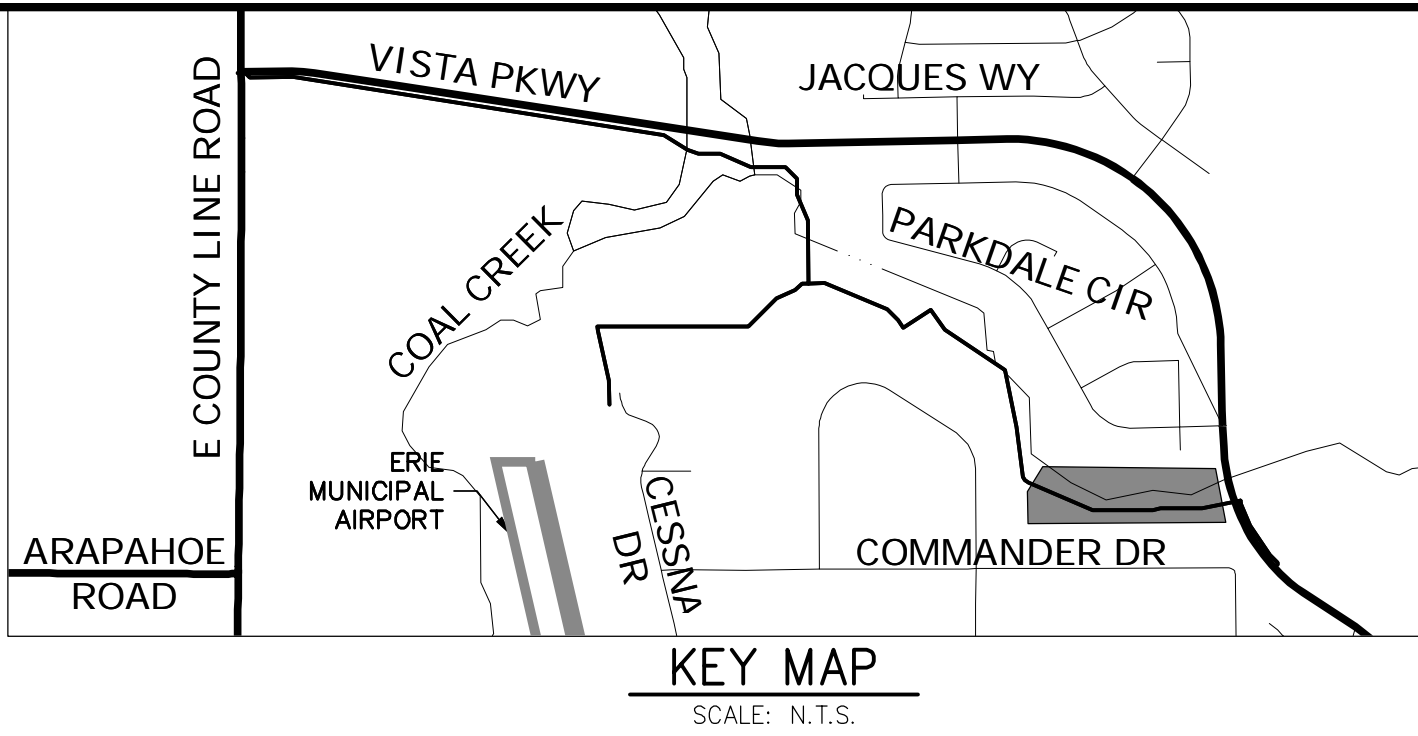 VISTA PKWY
JACQUES WY
E COUNTY LINE ROAD
PARKDALE CIR
COAL CREEK
ERIE
MUNICIPAL
AIRPORT
CESSNA
DR
ARAPAHOE
ROAD
COMMANDER DR
KEY MAP
SCALE: N.T.S.